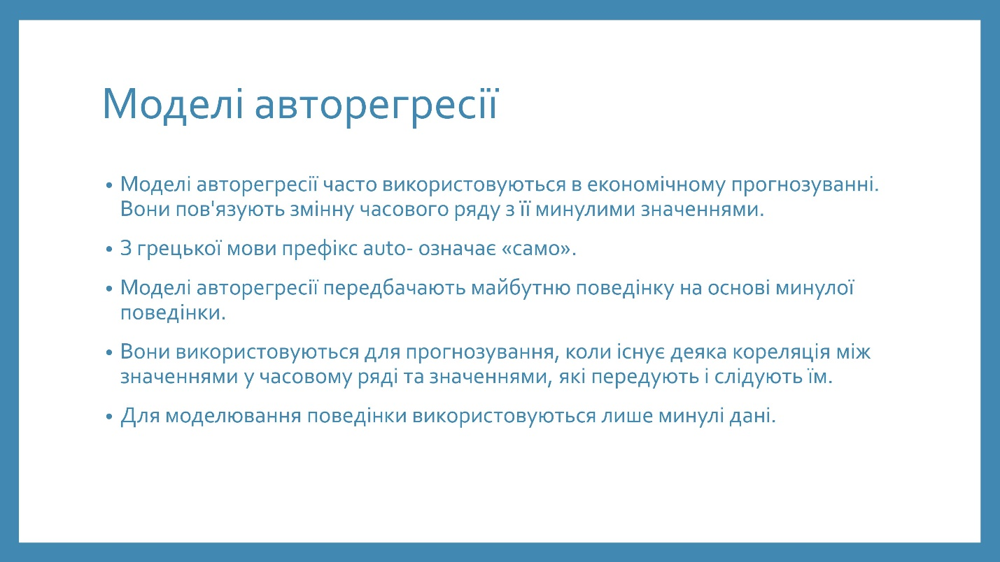 Моделі авторегресії
• Моделі авторегресії часто використовуються в економічному прогнозуванні.
Вони пов'язують змінну часового ряду з її минулими значеннями.
• З грецької мови префікс auto- означає «само».
• Моделі авторегресії передбачають майбутню поведінку на основі минулої
поведінки.
• Вони використовуються для прогнозування, коли існує деяка кореляція між
значеннями у часовому ряді та значеннями, які передують і слідують їм.
• Для моделювання поведінки використовуються лише минулі дані.